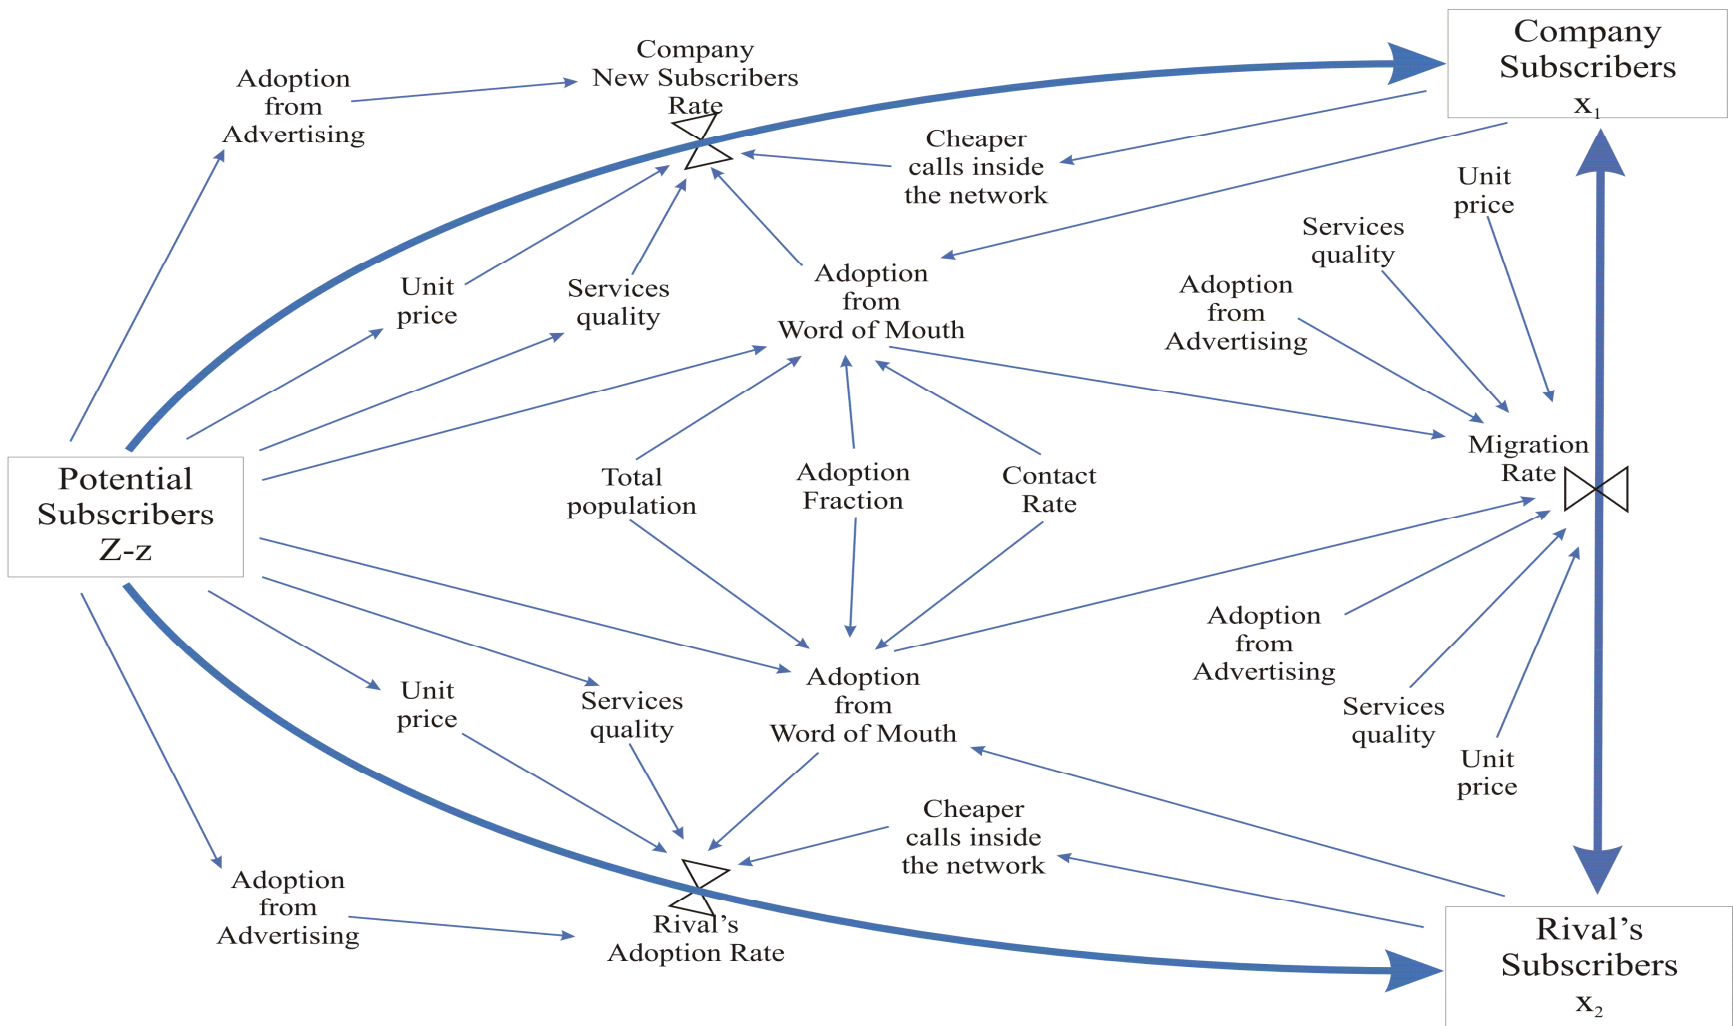 Company
Subscribers
x₁
Company
New Subscribers
Rate
Adoption
from
Advertising
Cheaper
calls inside
the network
Unit
price
Services
quality
Adoption
from
Advertising
Unit
price
Services
quality
Adoption
from
Word of Mouth
Migration
Rate
Potential
Subscribers
Z-z
Total
population
Adoption
Fraction
Contact
Rate
Adoption
from
Advertising
Services
quality
Unit
price
Unit
price
Services
quality
Adoption
from
Word of Mouth
Cheaper
calls inside
the network
Adoption
from
Advertising
Rival's
Adoption Rate
Rival's
Subscribers
x₂